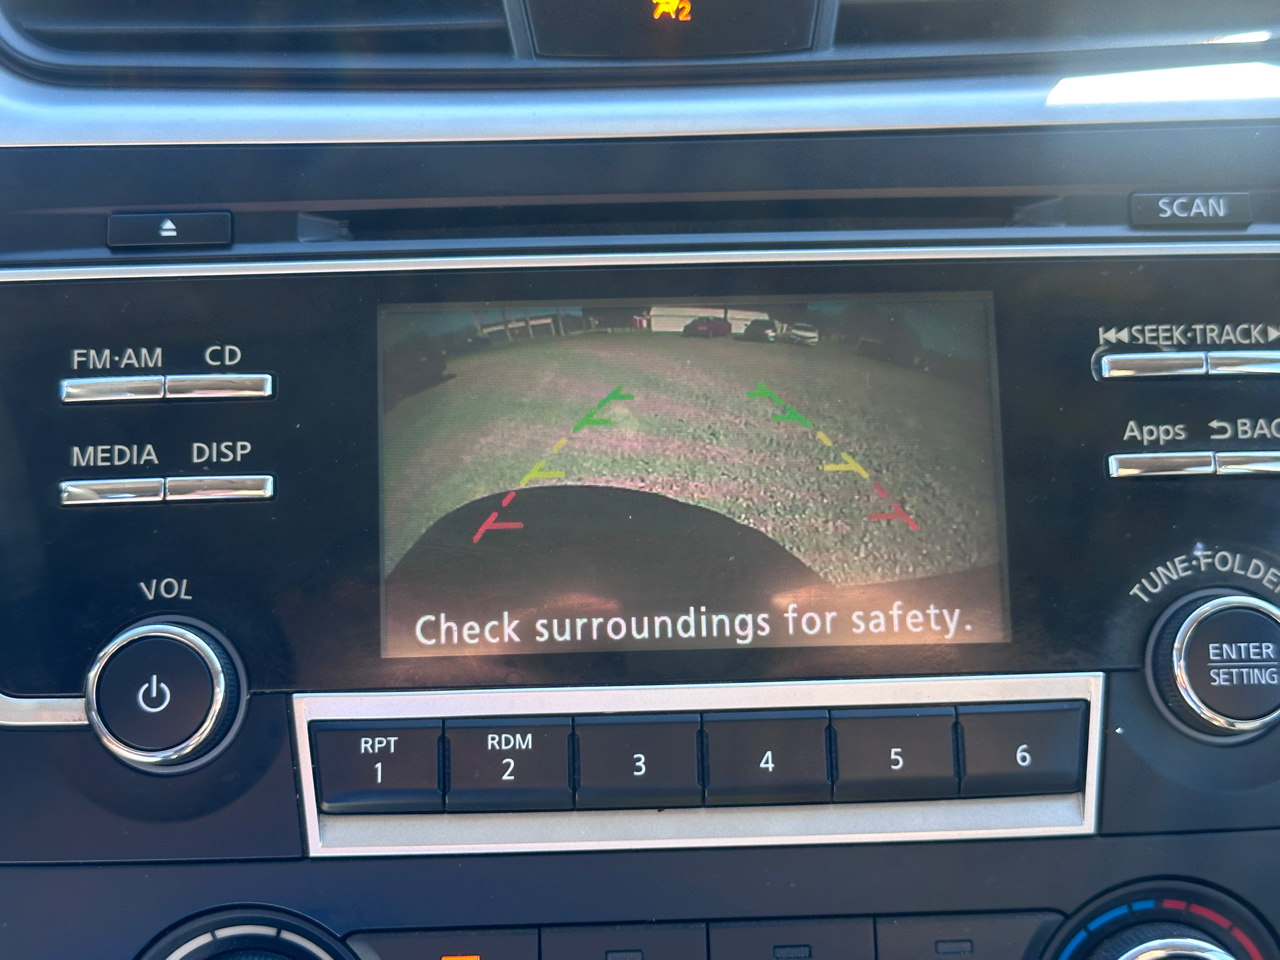 2
SCAN
FM·AM CD
SEEK·TRACK
MEDIA DISP
Apps
Check surroundings for safety.
VOL
ENTER
SETTING
RPT
1
RDM
2
3
4
5
6